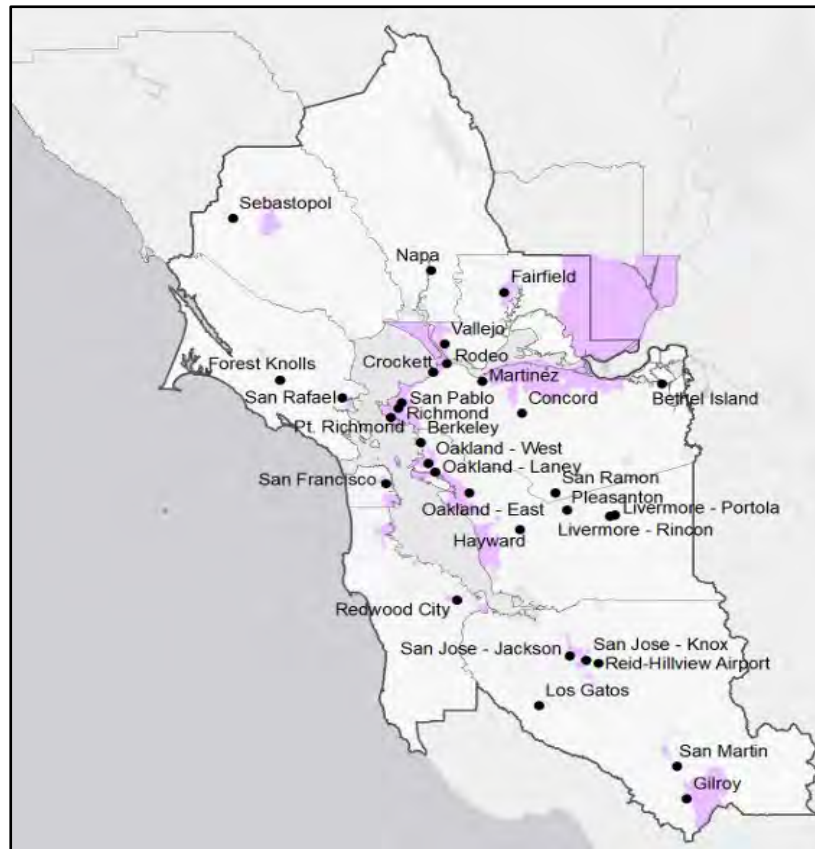 Sebastopol
Napa
Fairfield
Vallejo
Rodeo
Crockett
Martinez
Forest Knolls
San Rafael
San Pablo
Concord
Bethel Island
Richmond
Pt. Richmond
Berkeley
Oakland - West
Oakland - Laney
San Francisco
San Ramon
Pleasanton
Oakland - East
Livermore - Portola
Livermore - Rincon
Hayward
Redwood City
San Jose - Knox
San Jose - Jackson
Reid-Hillview Airport
Los Gatos
San Martin
Gilroy